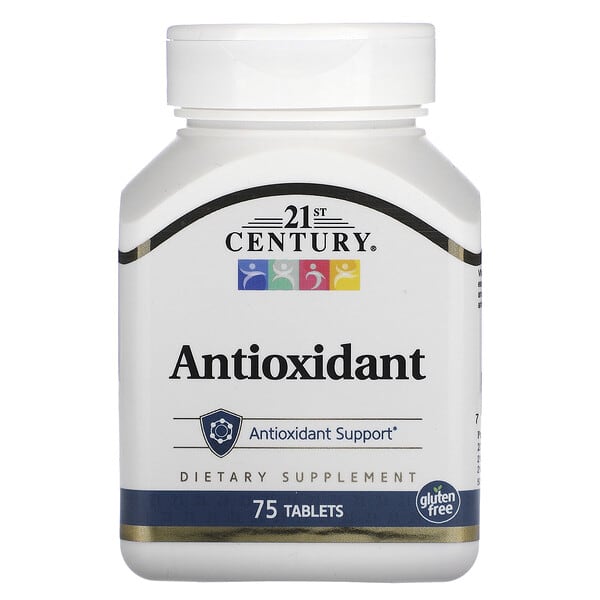 21ST
CENTURY®
Antioxidant
Antioxidant Support*
DIETARY SUPPLEMENT
75 TABLETS
gluten
free